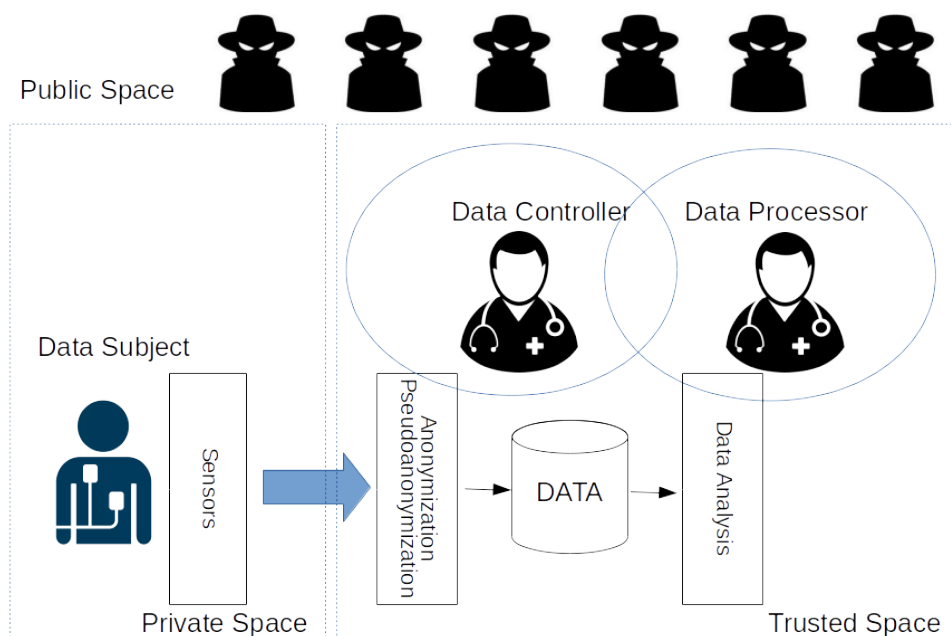 Public Space
Data Controller
Data Processor
Data Subject
Sensors
Anonymization
Pseudoanonymization
DATA
Data Analysis
Private Space
Trusted Space